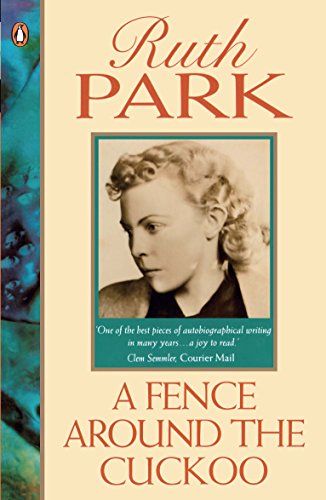 Ruth
PARK
'One of the best pieces of autobiographical writing
in many years...a joy to read.'
Clem Semmler, Courier Mail
A FENCE
AROUND THE
CUCKOO